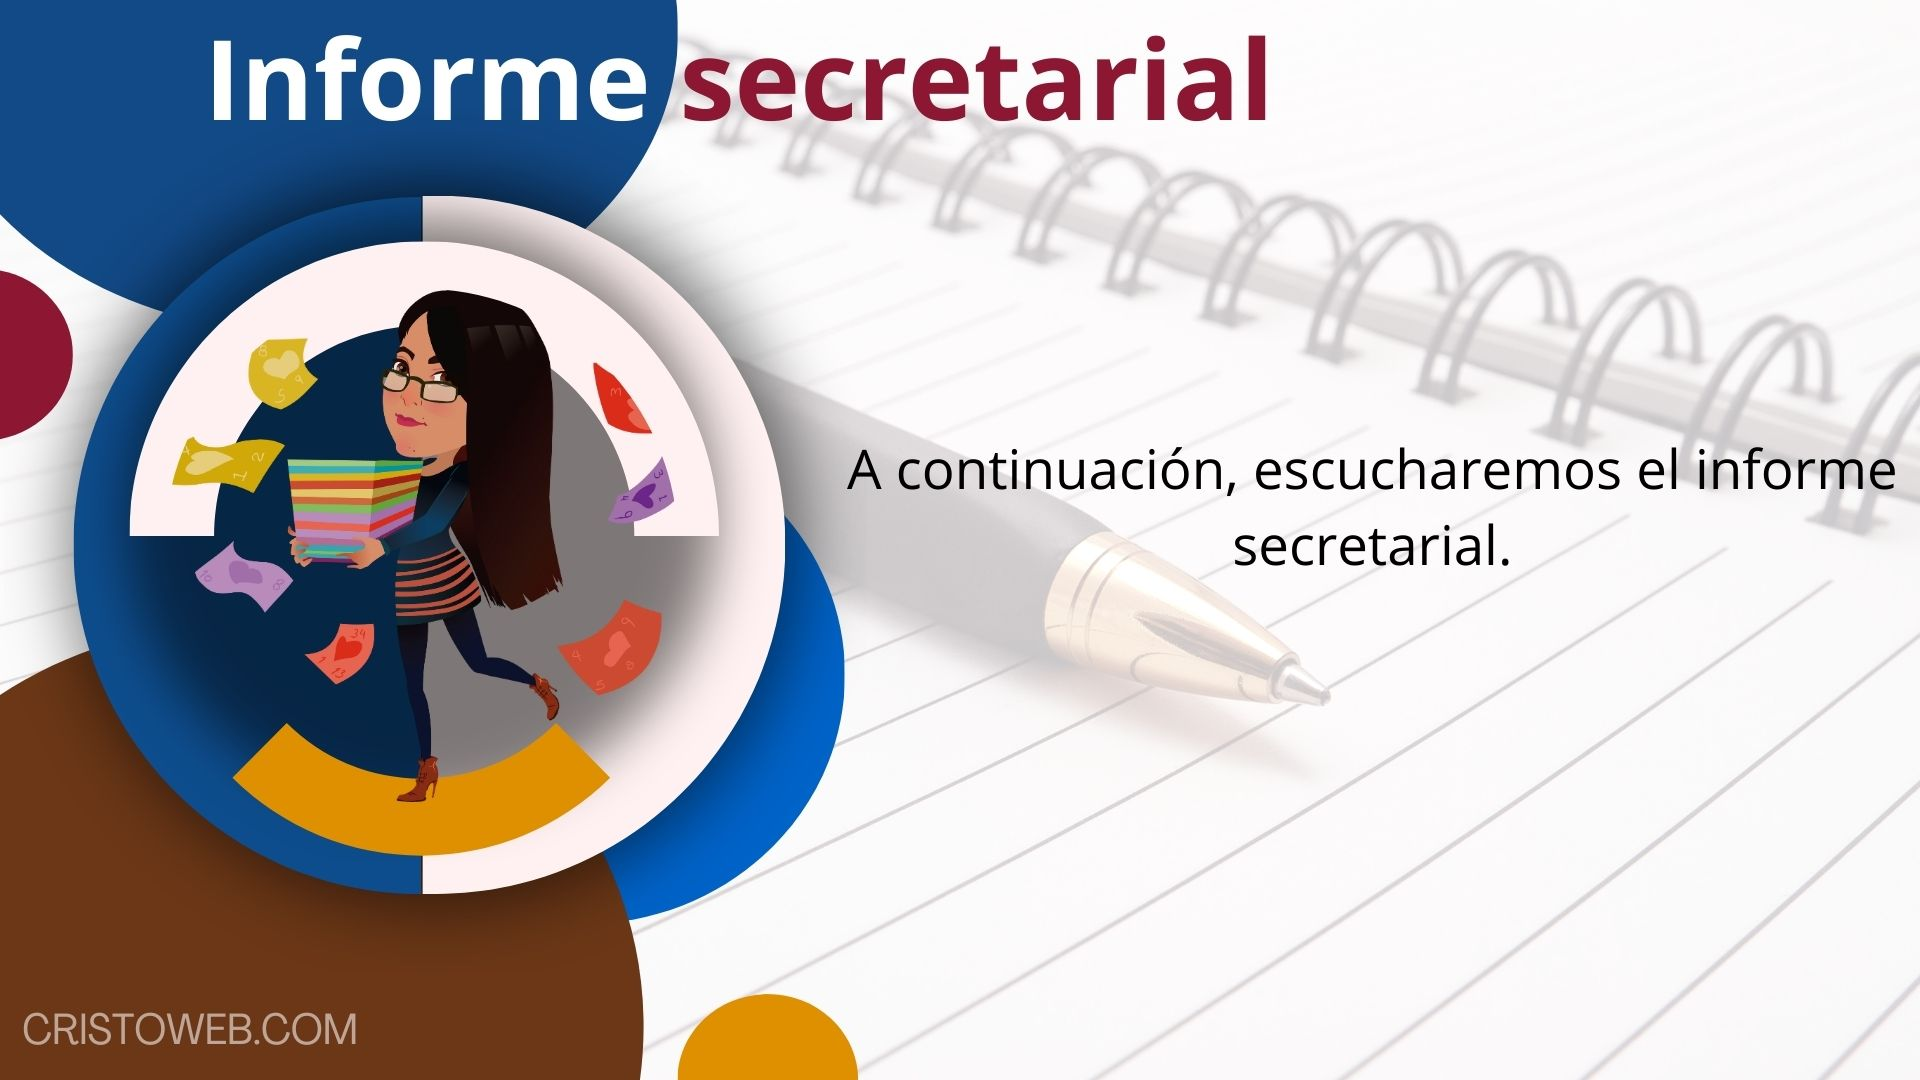 Informe secretarial
A continuación, escucharemos el informe
secretarial.
CRISTOWEB.COM